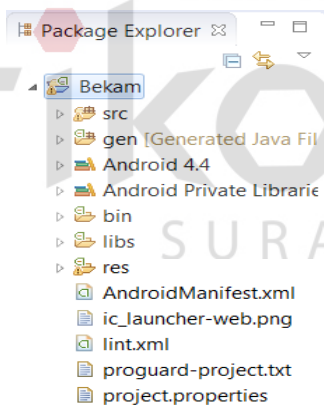 Package Explorer
Bekam
src
gen [Generated Java Fil
Android 4.4
Android Private Librarie
bin
libs
res
AndroidManifest.xml
ic_launcher-web.png
lint.xml
proguard-project.txt
project.properties
SURA